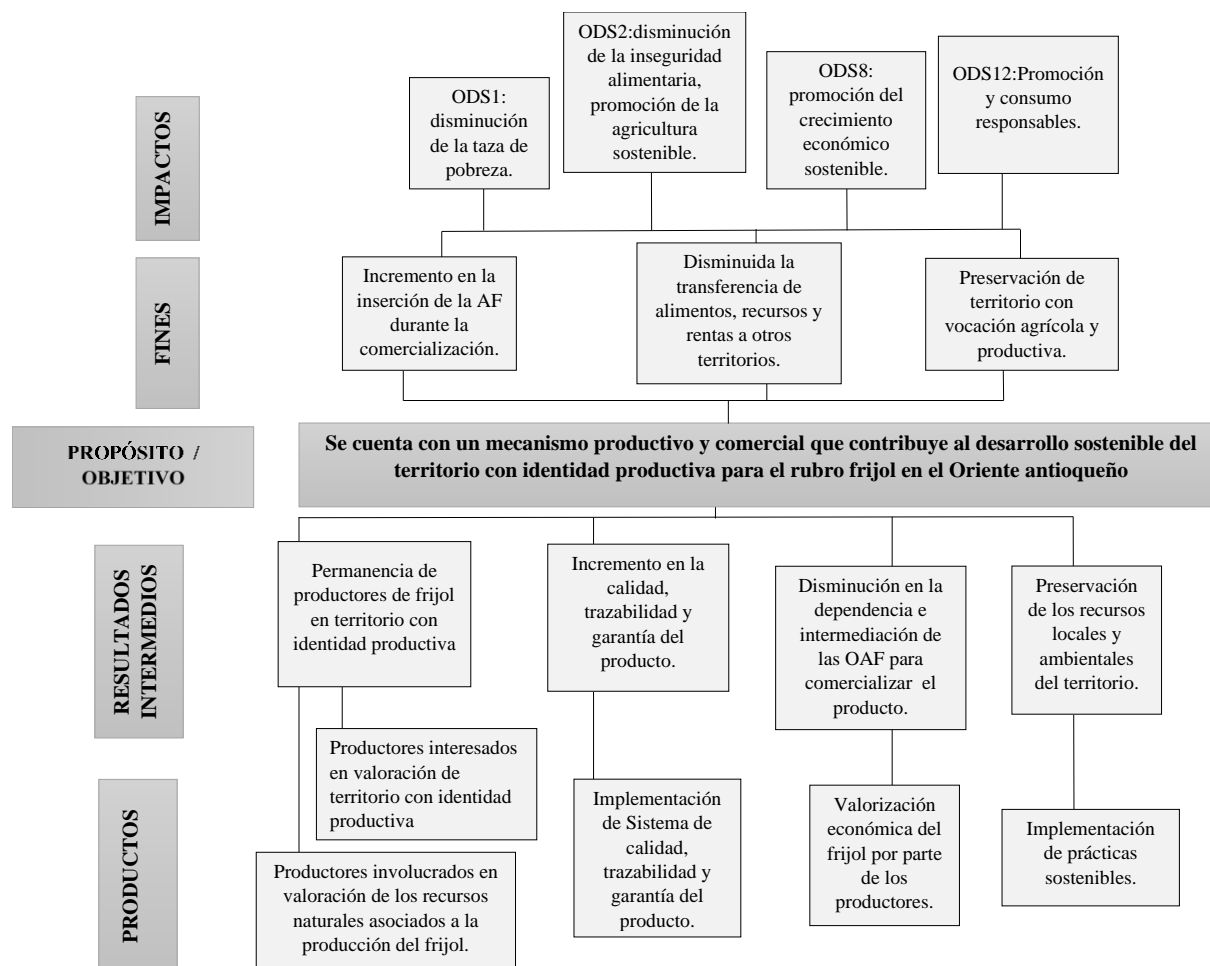 IMPACTOS
ODS1:
disminución
de la taza de
pobreza.
ODS2:disminución
de la inseguridad
alimentaria,
promoción de la
agricultura
sostenible.
ODS8:
promoción del
crecimiento
económico
sostenible.
ODS12:Promoción
y consumo
responsables.
FINES
Incremento en la
inserción de la AF
durante la
comercialización.
Disminuida la
transferencia de
alimentos, recursos y
rentas a otros
territorios.
Preservación de
territorio con
vocación agrícola y
productiva.
PROPÓSITO /
OBJETIVO
Se cuenta con un mecanismo productivo y comercial que contribuye al desarrollo sostenible del
territorio con identidad productiva para el rubro frijol en el Oriente antioqueño
RESULTADOS
INTERMEDIOS
Permanencia de
productores de frijol
en territorio con
identidad productiva
Incremento en la
calidad,
trazabilidad y
garantía del
producto.
Disminución en la
dependencia e
intermediación de
las OAF para
comercializar el
producto.
Preservación
de los recursos
locales y
ambientales
del territorio.
PRODUCTOS
Productores interesados
en valoración de
territorio con identidad
productiva
Productores involucrados en
valoración de los recursos
naturales asociados a la
producción del frijol.
Implementación
de Sistema de
calidad,
trazabilidad y
garantía del
producto.
Valorización
económica del
frijol por parte
de los
productores.
Implementación
de prácticas
sostenibles.